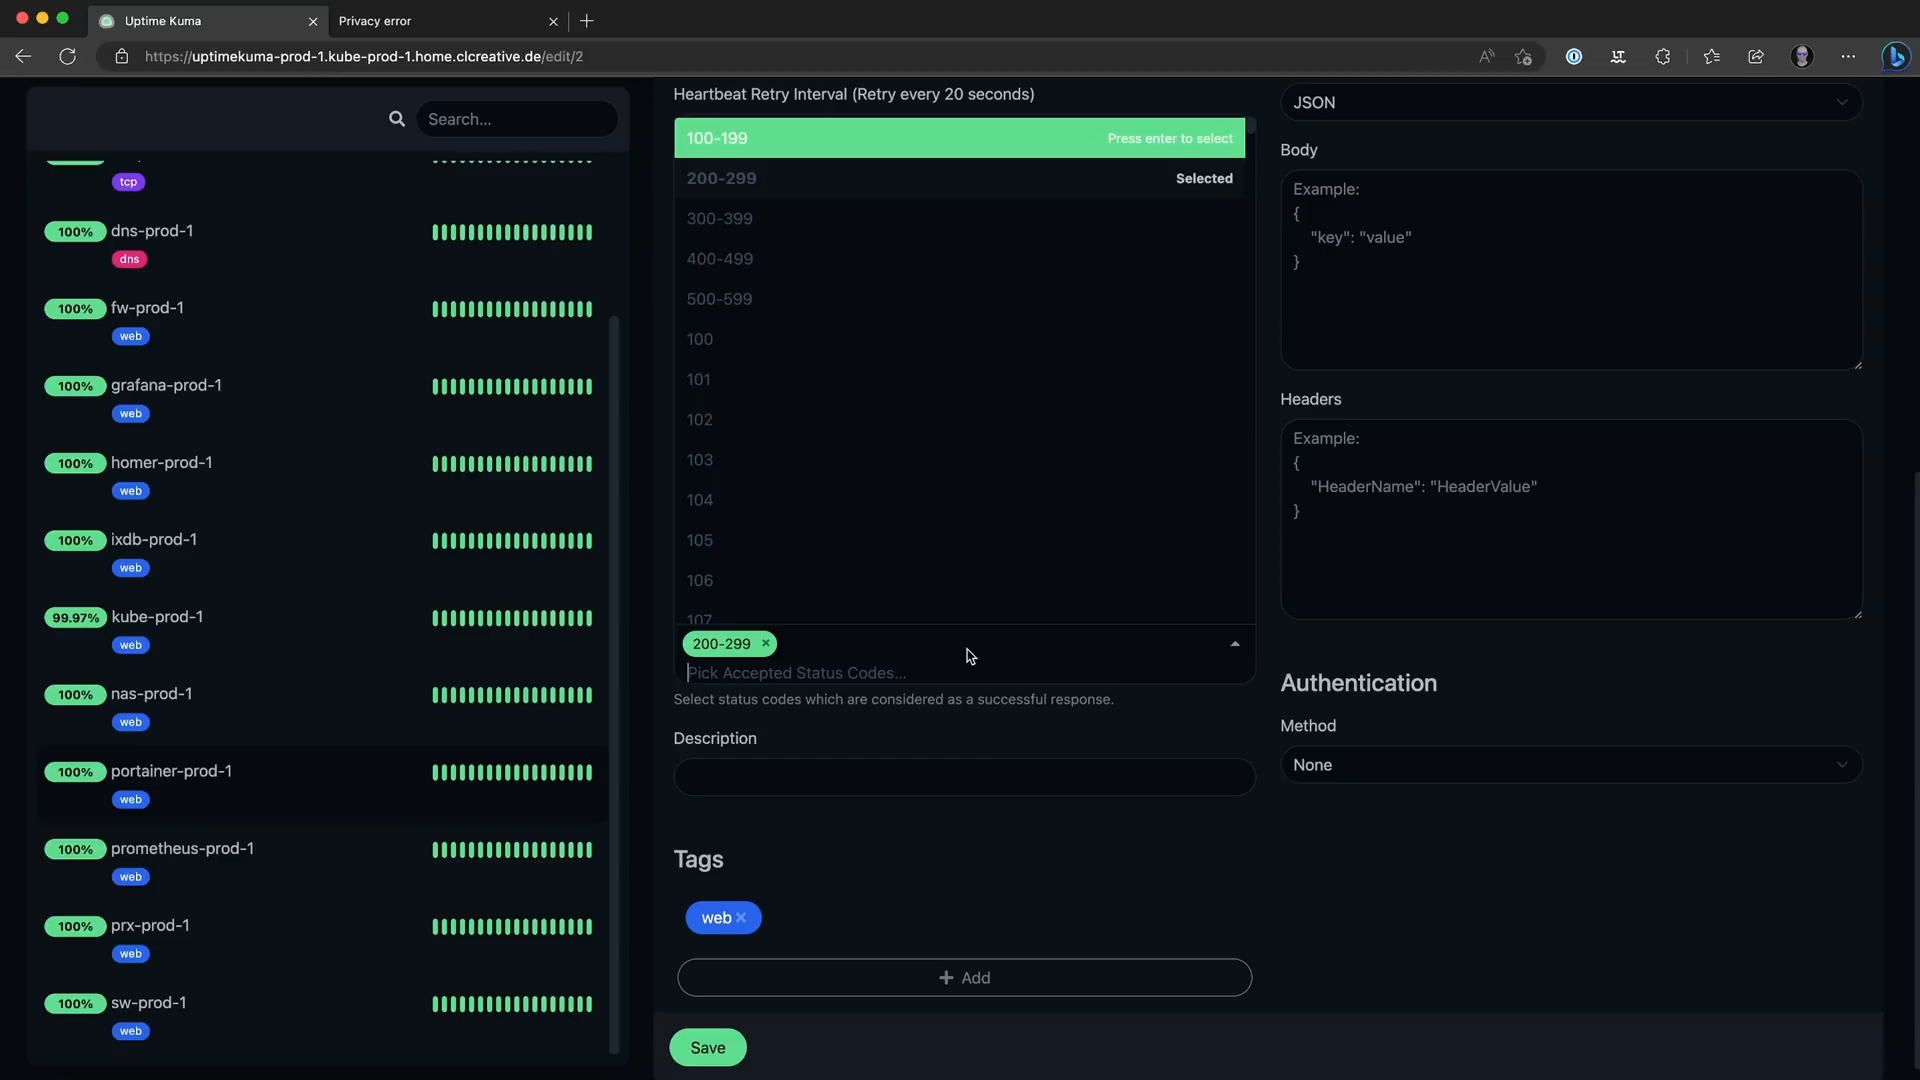 Uptime Kuma
Privacy error
https://uptimekuma-prod-1.kube-prod-1.home.clcreative.de/edit/2
Search...
tcp
100% dns-prod-1
dns
100% fw-prod-1
web
100% grafana-prod-1
web
100% homer-prod-1
web
100% ixdb-prod-1
web
99.97% kube-prod-1
web
100% nas-prod-1
web
100% portainer-prod-1
web
100% prometheus-prod-1
web
100% prx-prod-1
web
100% sw-prod-1
web
Heartbeat Retry Interval (Retry every 20 seconds)
100-199 Press enter to select
200-299 Selected
300-399
400-499
500-599
100
101
102
103
104
105
106
107
200-299 ×
Pick Accepted Status Codes...
Select status codes which are considered as a successful response.
Description
Tags
web ×
+ Add
Save
JSON
Body
Example:
{
"key": "value"
}
Headers
Example:
{
"HeaderName": "HeaderValue"
}
Authentication
Method
None